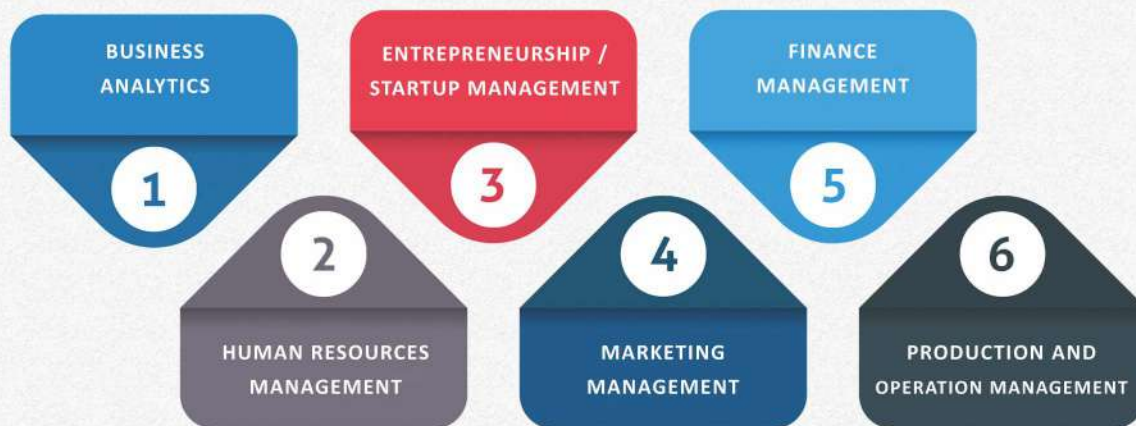 BUSINESS
ANALYTICS
1
2
HUMAN RESOURCES
MANAGEMENT
ENTREPRENEURSHIP /
STARTUP MANAGEMENT
3
4
MARKETING
MANAGEMENT
FINANCE
MANAGEMENT
5
6
PRODUCTION AND
OPERATION MANAGEMENT